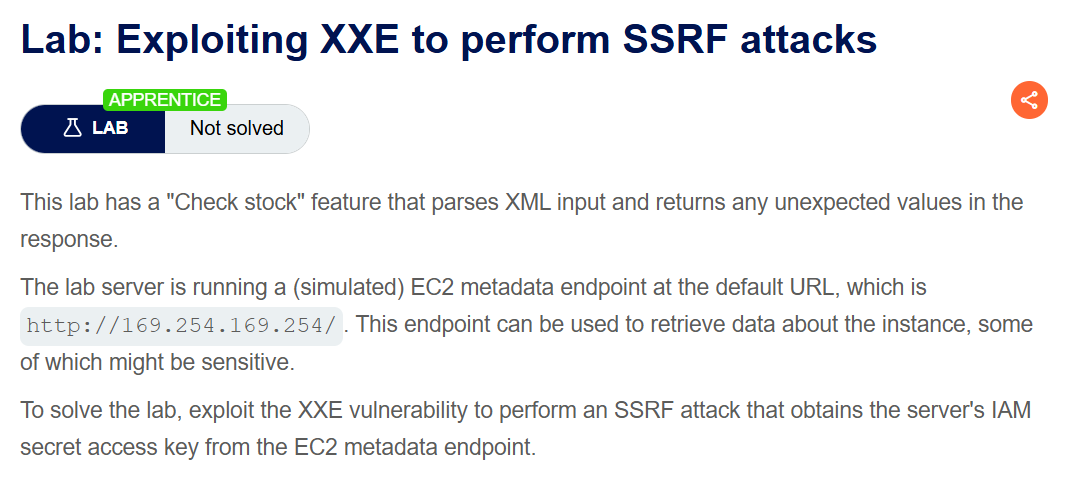 Lab: Exploiting XXE to perform SSRF attacks
APPRENTICE
LAB
Not solved
This lab has a "Check stock" feature that parses XML input and returns any unexpected values in the
response.
The lab server is running a (simulated) EC2 metadata endpoint at the default URL, which is
http://169.254.169.254/ . This endpoint can be used to retrieve data about the instance, some
of which might be sensitive.
To solve the lab, exploit the XXE vulnerability to perform an SSRF attack that obtains the server's IAM
secret access key from the EC2 metadata endpoint.